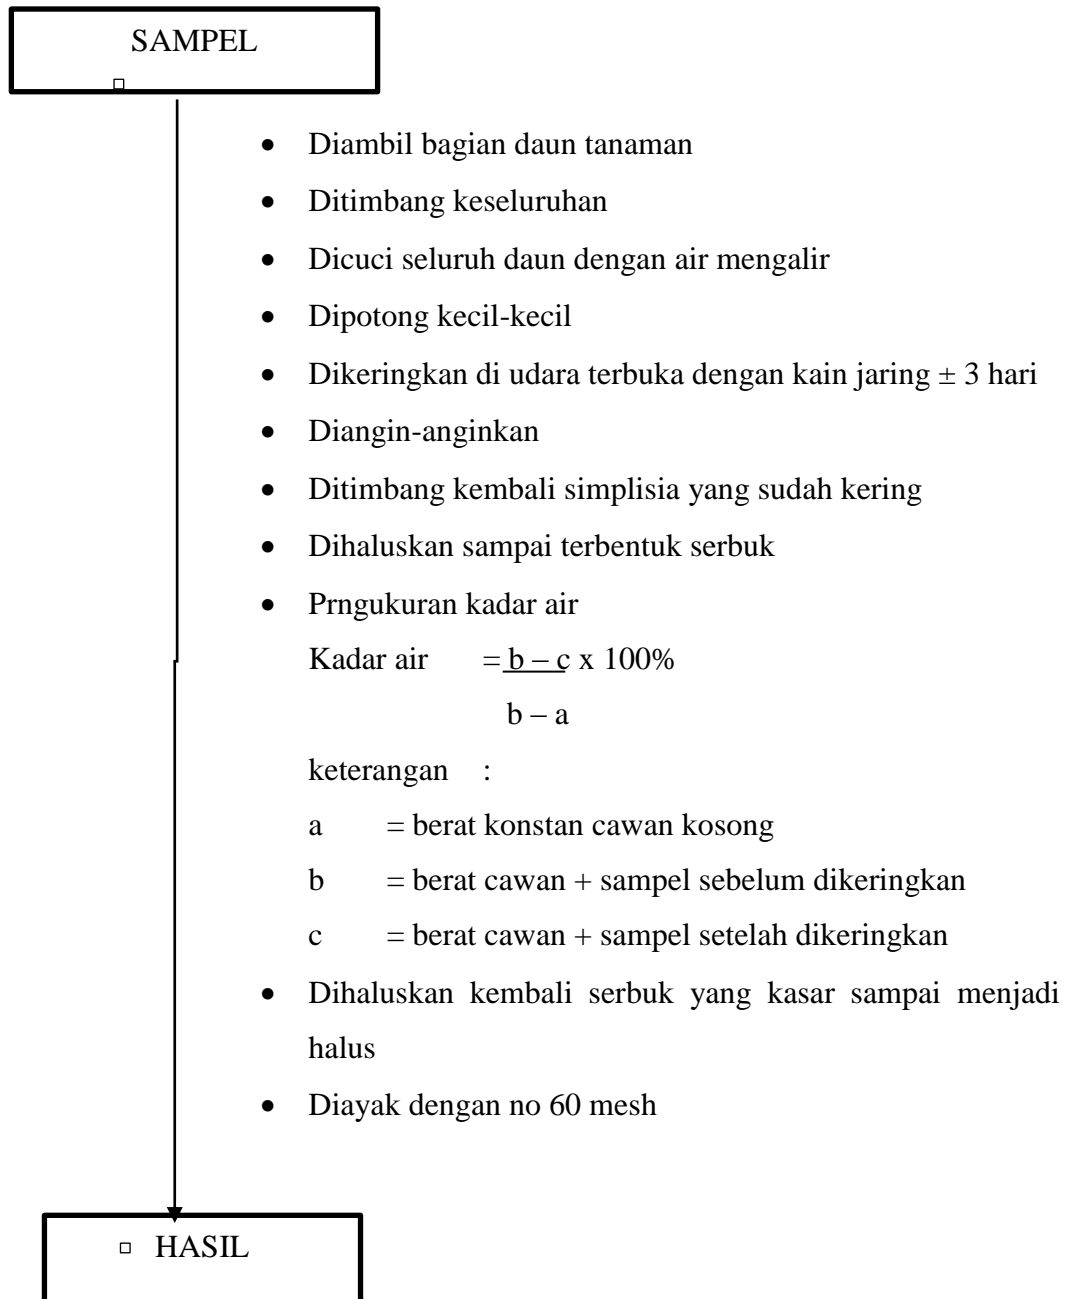 SAMPEL
• Diambil bagian daun tanaman
• Ditimbang keseluruhan
• Dicuci seluruh daun dengan air mengalir
• Dipotong kecil-kecil
• Dikeringkan di udara terbuka dengan kain jaring ± 3 hari
• Diangin-anginkan
• Ditimbang kembali simplisia yang sudah kering
• Dihaluskan sampai terbentuk serbuk
• Prngukuran kadar air
Kadar air = b – c x 100%
b – a
keterangan :
a = berat konstan cawan kosong
b = berat cawan + sampel sebelum dikeringkan
c = berat cawan + sampel setelah dikeringkan
• Dihaluskan kembali serbuk yang kasar sampai menjadi
halus
• Diayak dengan no 60 mesh
HASIL